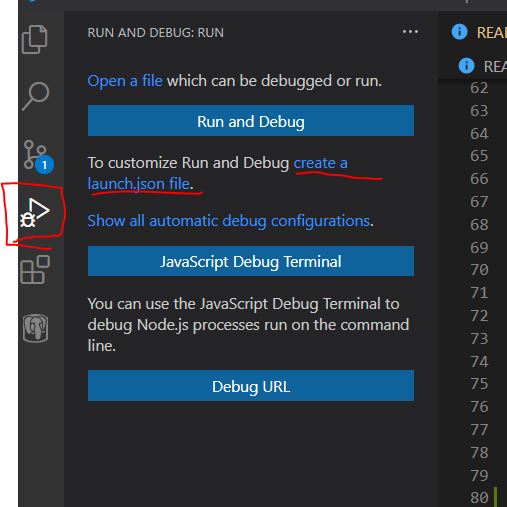 RUN AND DEBUG: RUN
···
Open a file which can be debugged or run.
Run and Debug
To customize Run and Debug create a
launch.json file.
Show all automatic debug configurations.
JavaScript Debug Terminal
You can use the JavaScript Debug Terminal to
debug Node.js processes run on the command
line.
Debug URL
1
READ
REA
62
63
64
65
66
67
68
69
70
71
72
73
74
75
76
77
78
79
80